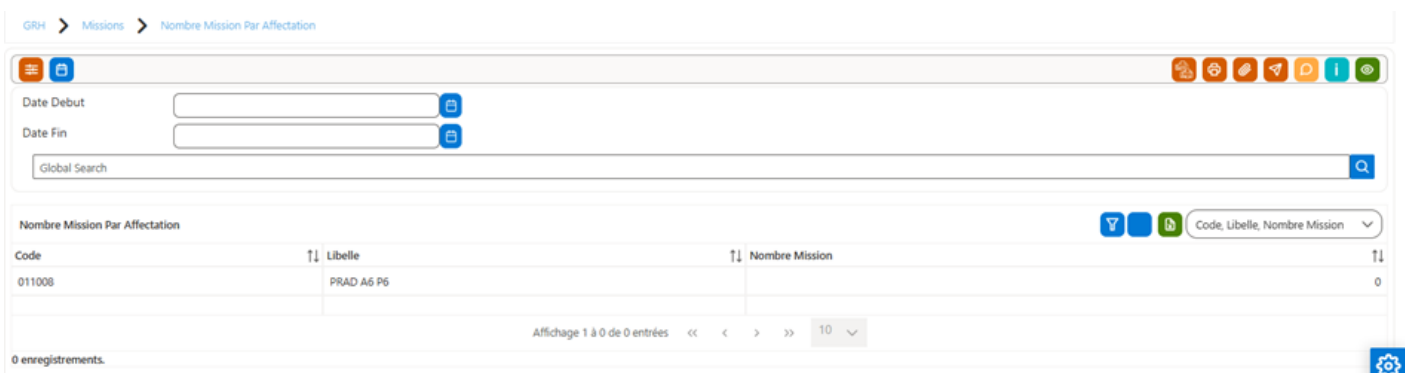 GRH Missions Nombre Mission Par Affectation
Date Debut
Date Fin
Global Search
Nombre Mission Par Affectation Code, Libelle, Nombre Mission
Code Libelle Nombre Mission
011008 PRAD A6 P6 0
Affichage 1 à 0 de 0 entrées << < > >> 10
0 enregistrements.